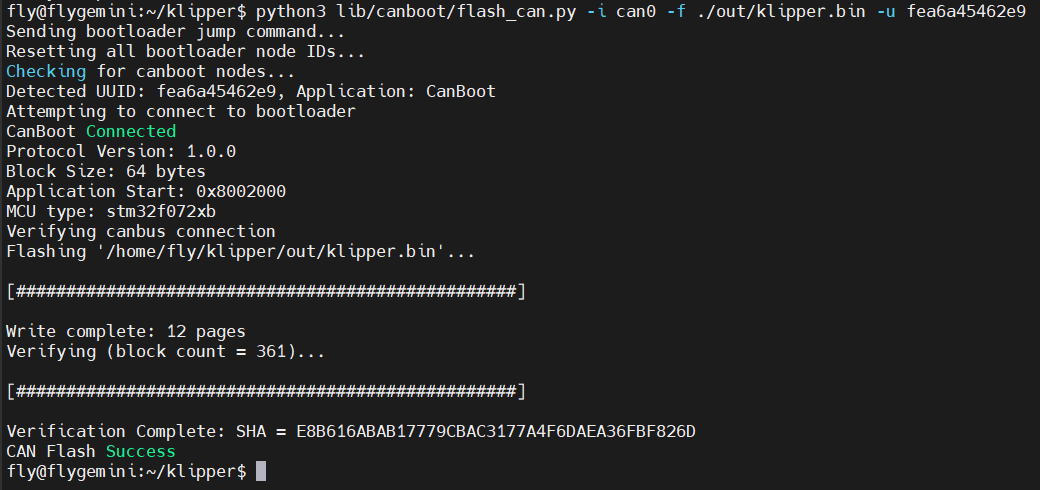 fly@flygemini:~/klipper$ python3 lib/canboot/flash_can.py -i can0 -f ./out/klipper.bin -u fea6a45462e9
Sending bootloader jump command...
Resetting all bootloader node IDs...
Checking for canboot nodes...
Detected UUID: fea6a45462e9, Application: CanBoot
Attempting to connect to bootloader
CanBoot Connected
Protocol Version: 1.0.0
Block Size: 64 bytes
Application Start: 0x8002000
MCU type: stm32f072xb
Verifying canbus connection
Flashing '/home/fly/klipper/out/klipper.bin'...
[##################################################]
Write complete: 12 pages
Verifying (block count = 361)...
[##################################################]
Verification Complete: SHA = E8B616ABAB17779CBAC3177A4F6DAEA36FBF826D
CAN Flash Success
fly@flygemini:~/klipper$